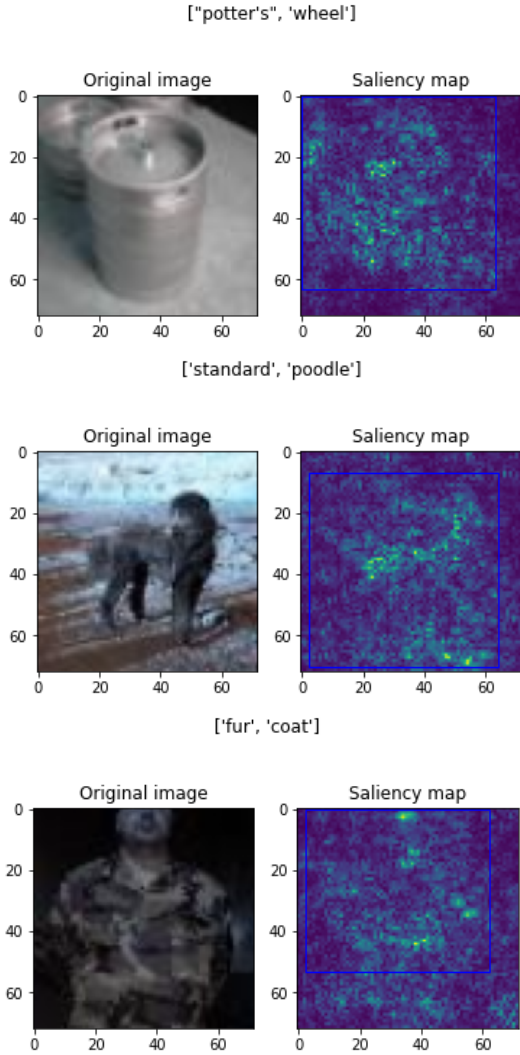 ["potter's", 'wheel']
Original image Saliency map
0 0
20 20
40 40
60 60
0 20 40 60 0 20 40 60
['standard', 'poodle']
Original image Saliency map
0 0
20 20
40 40
60 60
0 20 40 60 0 20 40 60
['fur', 'coat']
Original image Saliency map
0 0
20 20
40 40
60 60
0 20 40 60 0 20 40 60